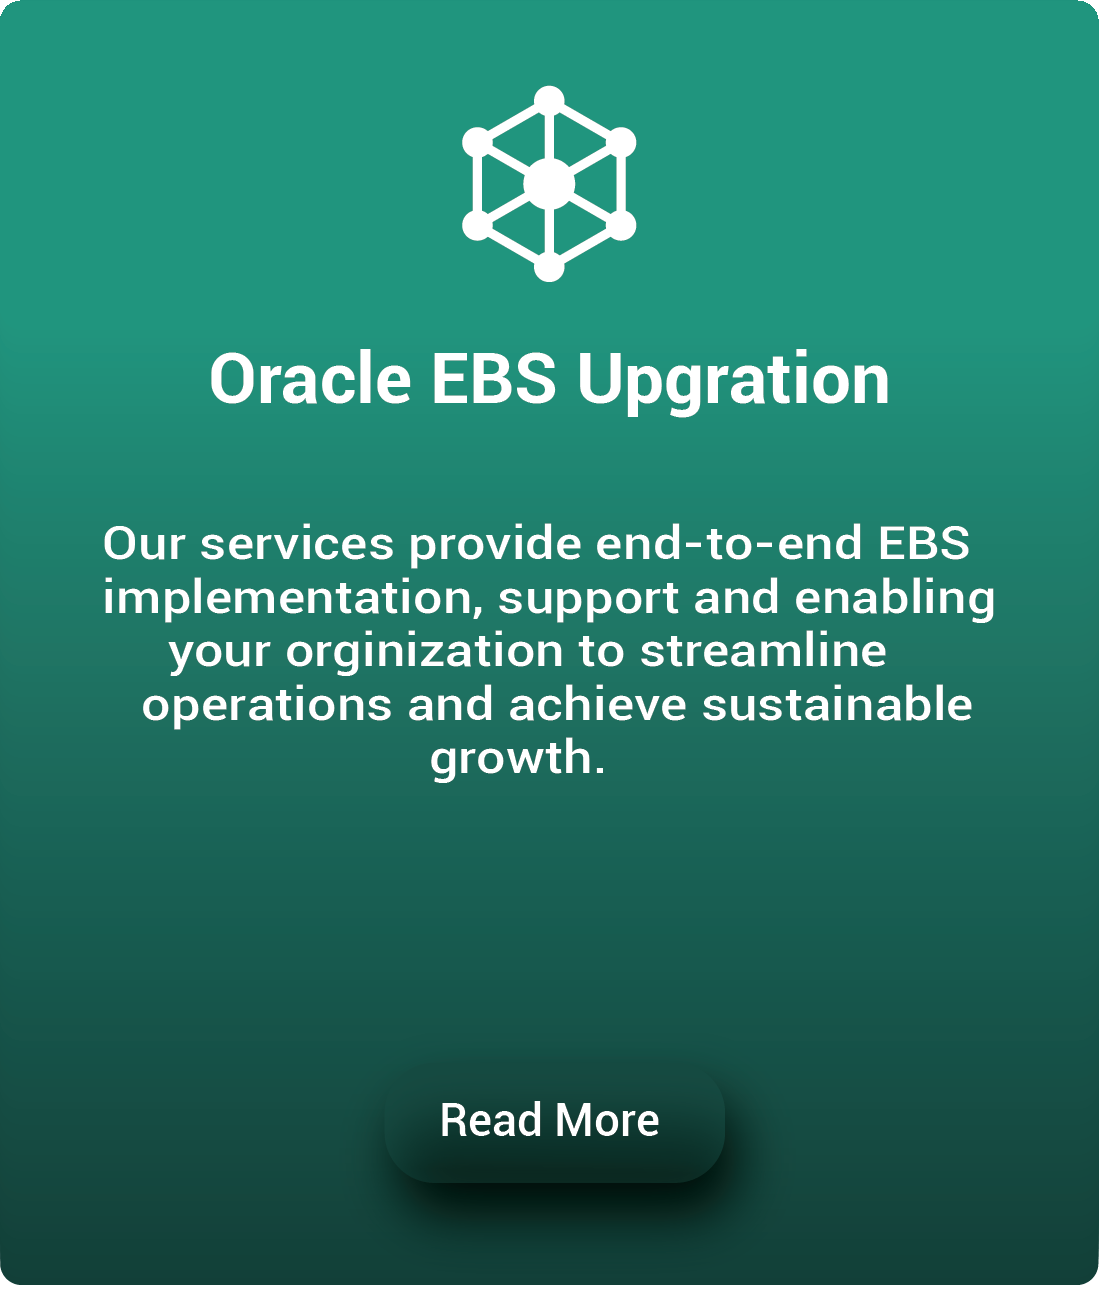 Oracle EBS Upgration
Our services provide end-to-end EBS
implementation, support and enabling
your orginization to streamline
operations and achieve sustainable
growth.
Read More